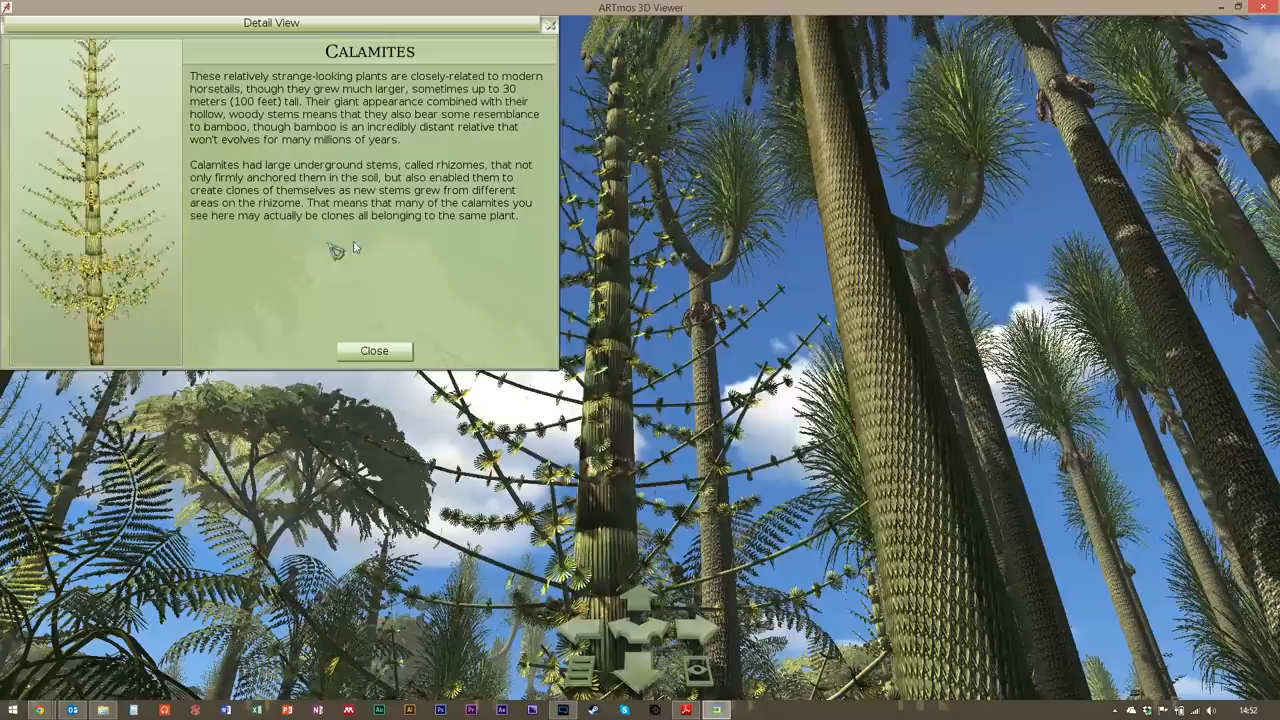 ARTmos 3D Viewer
Detail View
CALAMITES
These relatively strange-looking plants are closely-related to modern
horsetails, though they grew much larger, sometimes up to 30
meters (100 feet) tall. Their giant appearance combined with their
hollow, woody stems means that they also bear some resemblance
to bamboo, though bamboo is an incredibly distant relative that
won't evolves for many millions of years.
Calamites had large underground stems, called rhizomes, that not
only firmly anchored them in the soil, but also enabled them to
create clones of themselves as new stems grew from different
areas on the rhizome. That means that many of the calamites you
see here may actually be clones all belonging to the same plant.
Close
14:52